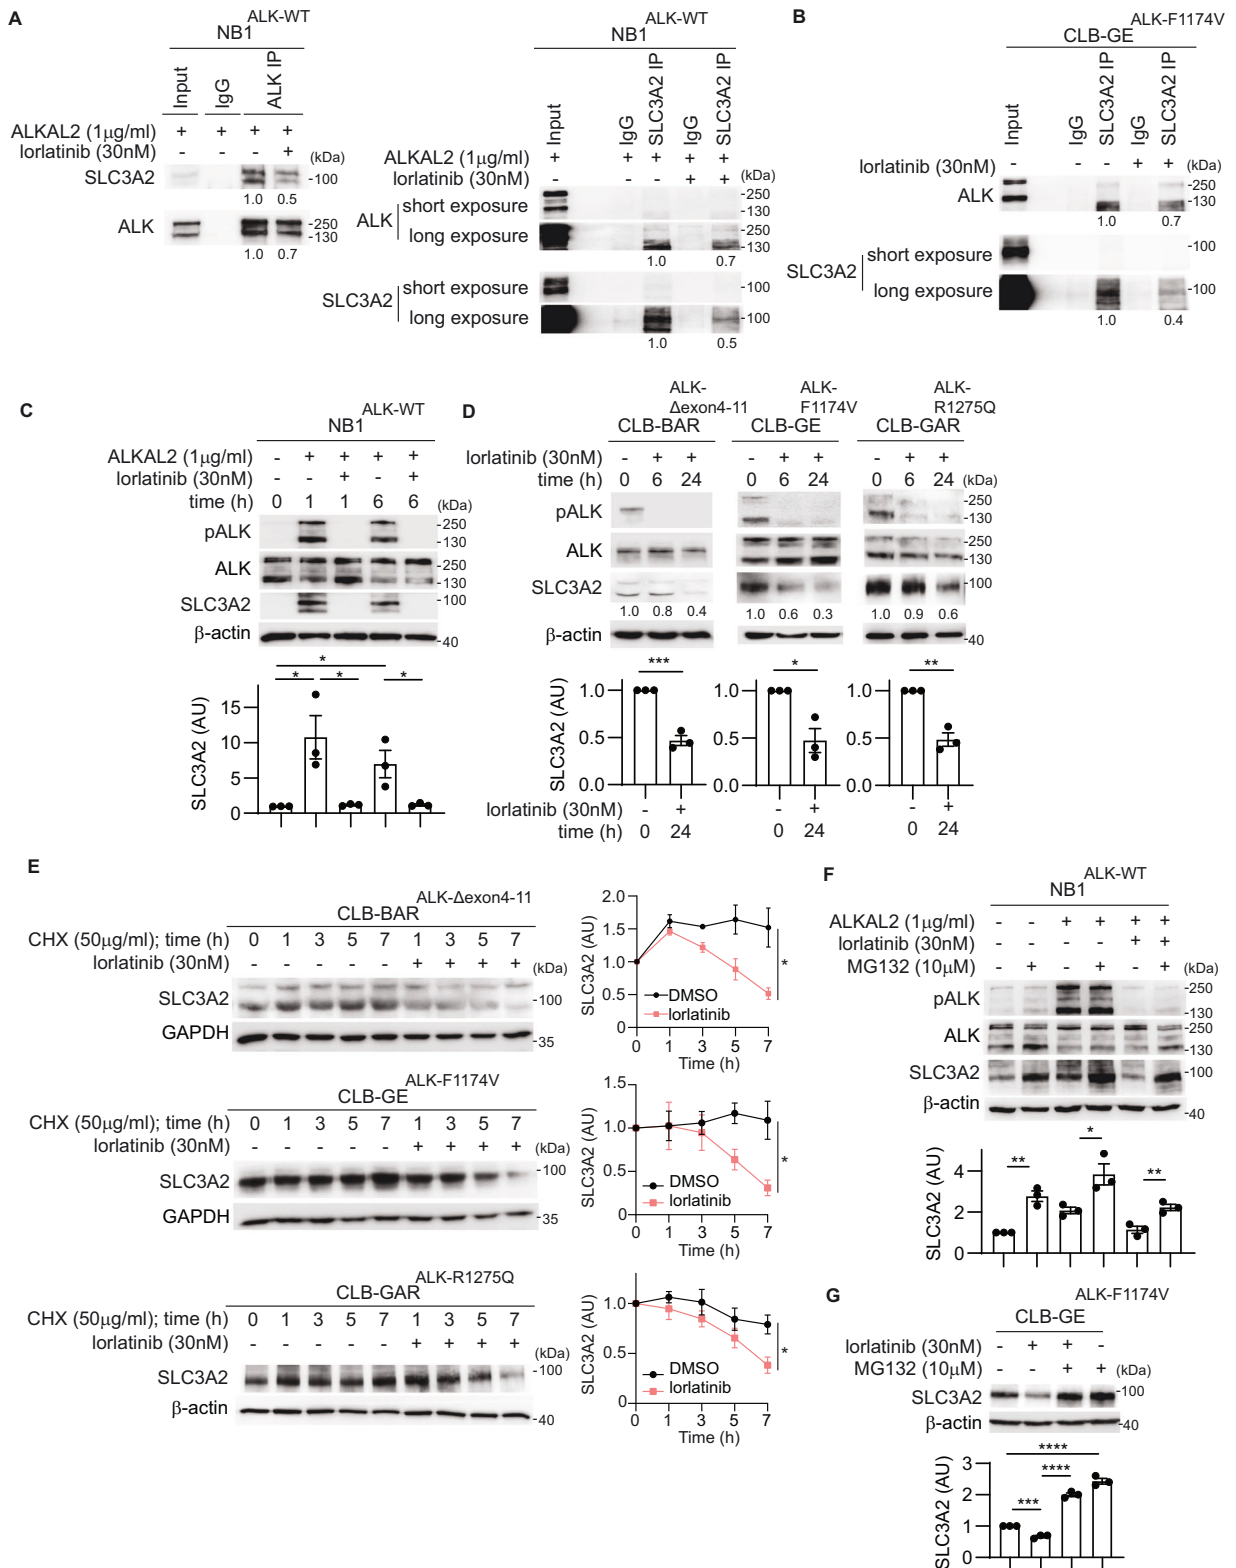 A
ALK-WT
NB1
Input
IgG
ALK IP
ALKAL2 (1μg/ml) + + + +
lorlatinib (30nM) - - - +
(kDa)
SLC3A2 -100
1.0 0.5
ALK -250
-130
1.0 0.7
ALK-WT
NB1
Input
IgG
SLC3A2 IP
IgG
SLC3A2 IP
ALKAL2 (1μg/ml) + + + + +
lorlatinib (30nM) - - - + +
(kDa)
ALK
short exposure -250
-130
long exposure -250
-130
1.0 0.7
SLC3A2
short exposure -100
long exposure -100
1.0 0.5
B
ALK-F1174V
CLB-GE
Input
IgG
SLC3A2 IP
IgG
SLC3A2 IP
lorlatinib (30nM) - - - + +
(kDa)
ALK -250
-130
1.0 0.7
SLC3A2
short exposure -100
long exposure -100
1.0 0.4
C
ALK-WT
NB1
ALKAL2 (1μg/ml) - + + + +
lorlatinib (30nM) - - + - +
time (h) 0 1 1 6 6 (kDa)
pALK -250
-130
ALK -250
-130
SLC3A2 -100
β-actin -40
*
* * *
SLC3A2 (AU)
15
10
5
0
D
ALK-
Δexon4-11
CLB-BAR
ALK-
F1174V
CLB-GE
ALK-
R1275Q
CLB-GAR
lorlatinib (30nM) - + + - + + - + +
time (h) 0 6 24 0 6 24 0 6 24 (kDa)
pALK -250
-130
ALK -250
-130
SLC3A2 -100
1.0 0.8 0.4 1.0 0.6 0.3 1.0 0.9 0.6
β-actin -40
*** * **
SLC3A2 (AU)
1.0 1.0 1.0
0.5 0.5 0.5
0.0 0.0 0.0
lorlatinib (30nM) - + - + - +
time (h) 0 24 0 24 0 24
E
ALK-Δexon4-11
CLB-BAR
CHX (50μg/ml); time (h) 0 1 3 5 7 1 3 5 7
lorlatinib (30nM) - - - - - + + + +
(kDa)
SLC3A2 -100
GAPDH -35
SLC3A2 (AU)
2.0
1.5
1.0
0.5
0
DMSO
lorlatinib
*
0 1 3 5 7
Time (h)
ALK-F1174V
CLB-GE
CHX (50μg/ml); time (h) 0 1 3 5 7 1 3 5 7
lorlatinib (30nM) - - - - - + + + +
(kDa)
SLC3A2 -100
GAPDH -35
SLC3A2 (AU)
1.5
1.0
0.5
0
DMSO
lorlatinib
*
0 1 3 5 7
Time (h)
ALK-R1275Q
CLB-GAR
CHX (50μg/ml); time (h) 0 1 3 5 7 1 3 5 7
lorlatinib (30nM) - - - - - + + + +
(kDa)
SLC3A2 -100
β-actin -40
SLC3A2 (AU)
1.0
0.5
0
DMSO
lorlatinib
*
0 1 3 5 7
Time (h)
F
ALK-WT
NB1
ALKAL2 (1μg/ml) - - + + + +
lorlatinib (30nM) - - - - + +
MG132 (10μM) - + - + - + (kDa)
pALK -250
-130
ALK -250
-130
SLC3A2 -100
β-actin -40
** * **
SLC3A2 (AU)
4
2
0
G
ALK-F1174V
CLB-GE
lorlatinib (30nM) - + + -
MG132 (10μM) - - + + (kDa)
SLC3A2 -100
β-actin -40
****
****
***
SLC3A2 (AU)
3
2
1
0